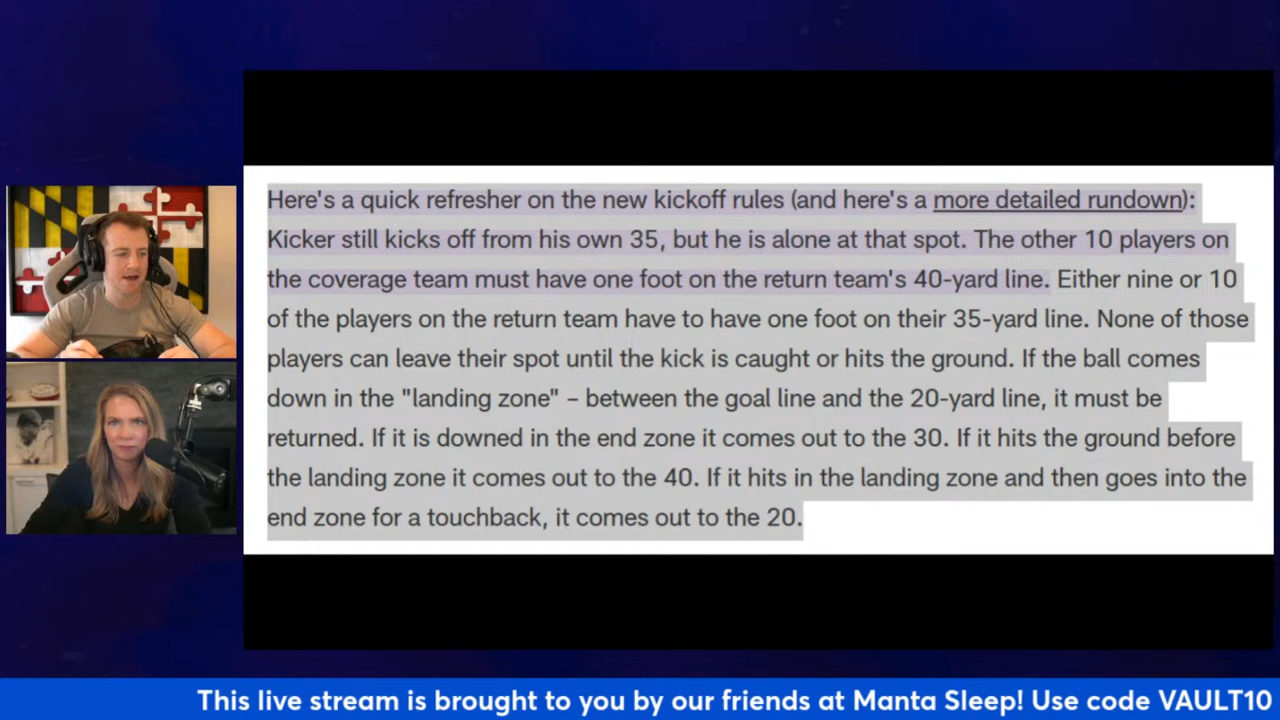 Here's a quick refresher on the new kickoff rules (and here's a more detailed rundown):
Kicker still kicks off from his own 35, but he is alone at that spot. The other 10 players on
the coverage team must have one foot on the return team's 40-yard line. Either nine or 10
of the players on the return team have to have one foot on their 35-yard line. None of those
players can leave their spot until the kick is caught or hits the ground. If the ball comes
down in the "landing zone" – between the goal line and the 20-yard line, it must be
returned. If it is downed in the end zone it comes out to the 30. If it hits the ground before
the landing zone it comes out to the 40. If it hits in the landing zone and then goes into the
end zone for a touchback, it comes out to the 20.
This live stream is brought to you by our friends at Manta Sleep! Use code VAULT10